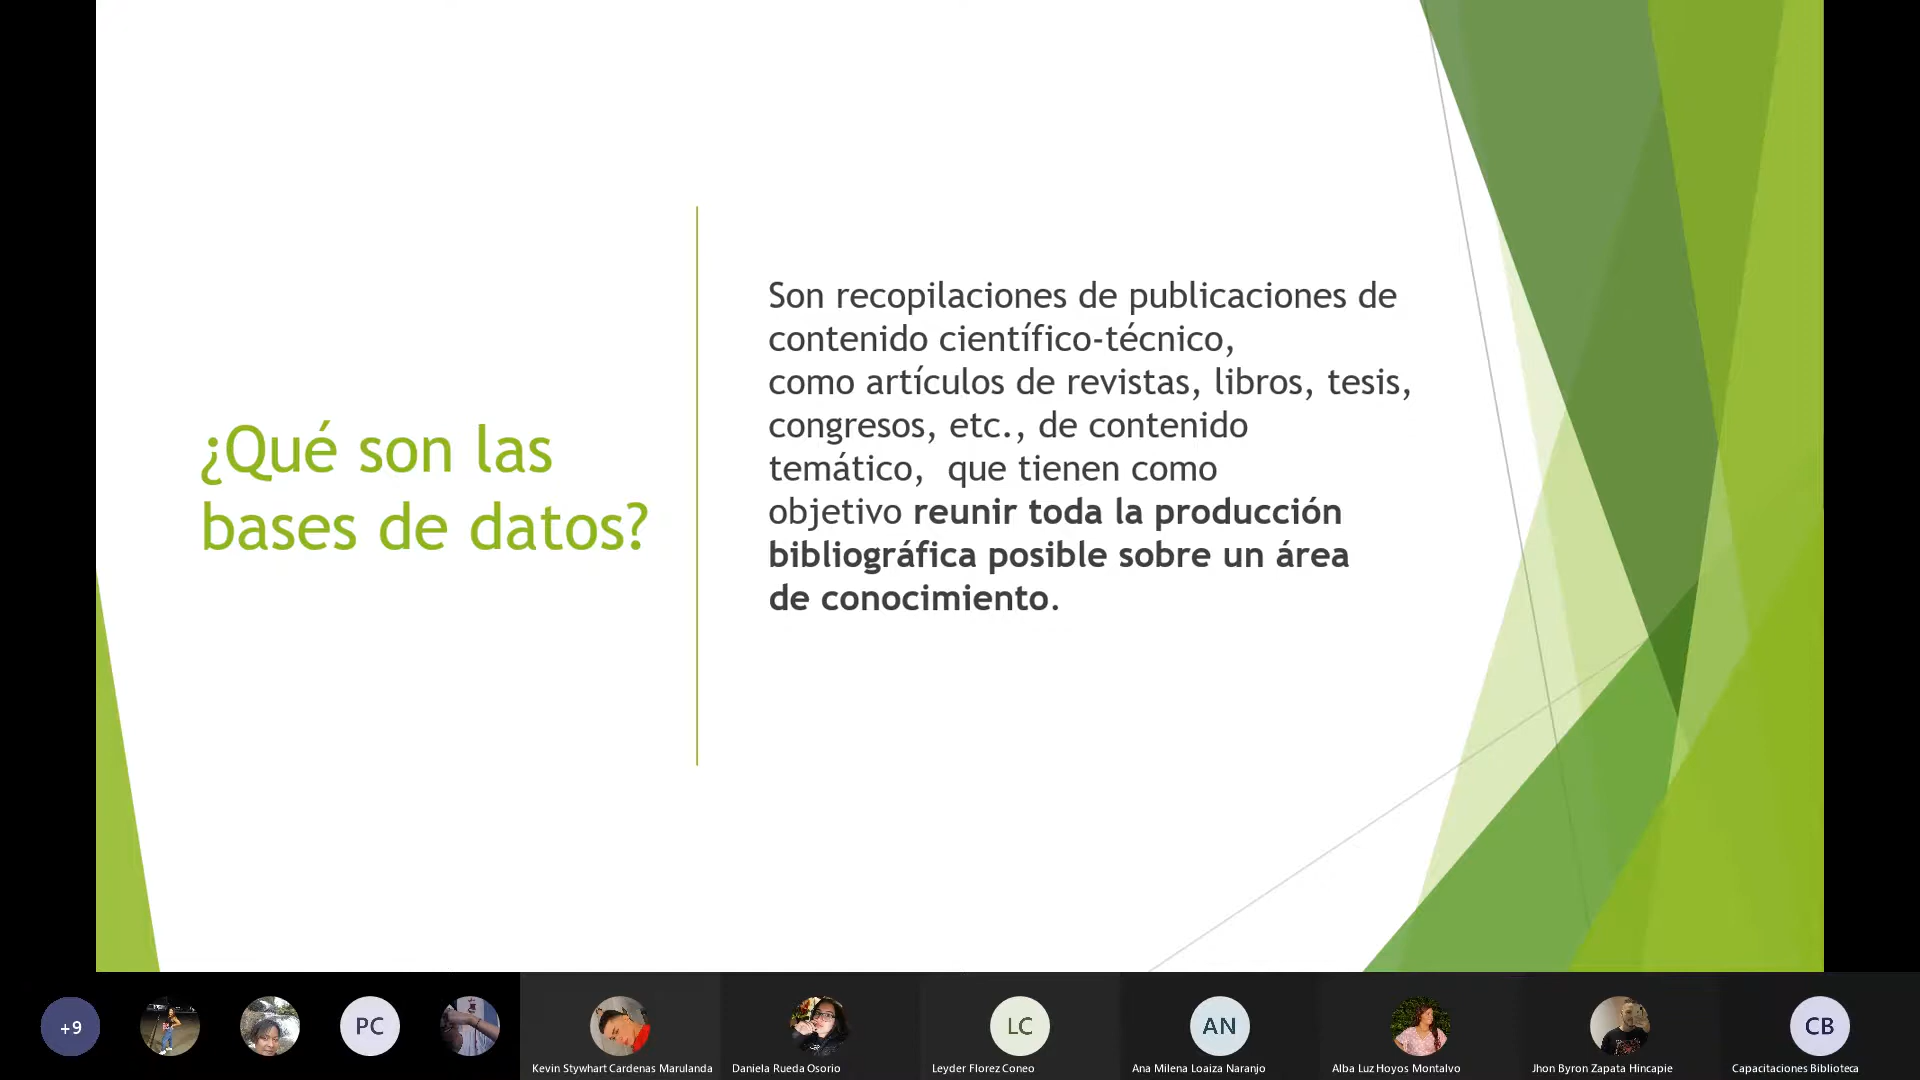 ¿Qué son las
bases de datos?
Son recopilaciones de publicaciones de
contenido científico-técnico,
como artículos de revistas, libros, tesis,
congresos, etc., de contenido
temático,  que tienen como
objetivo reunir toda la producción
bibliográfica posible sobre un área
de conocimiento.
+9
PC
LC
AN
CB
Kevin Stywhart Cardenas Marulanda
Daniela Rueda Osorio
Leyder Florez Coneo
Ana Milena Loaiza Naranjo
Alba Luz Hoyos Montalvo
Jhon Byron Zapata Hincapie
Capacitaciones Biblioteca